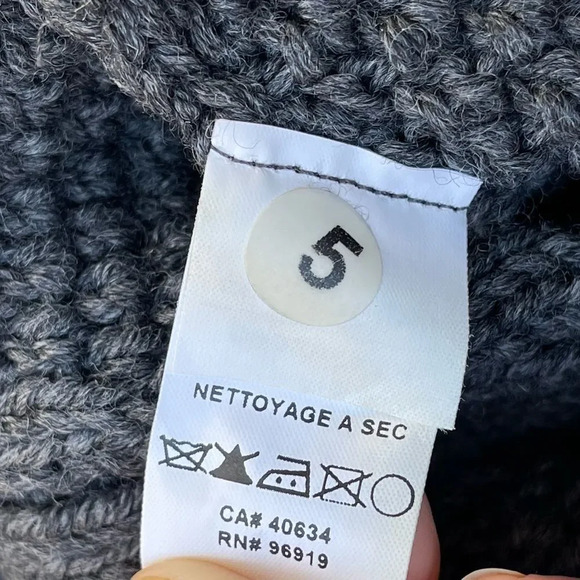 5
NETTOYAGE A SEC
CA# 40634
RN# 96919